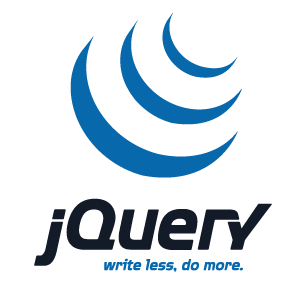 jQuery
write less, do more.